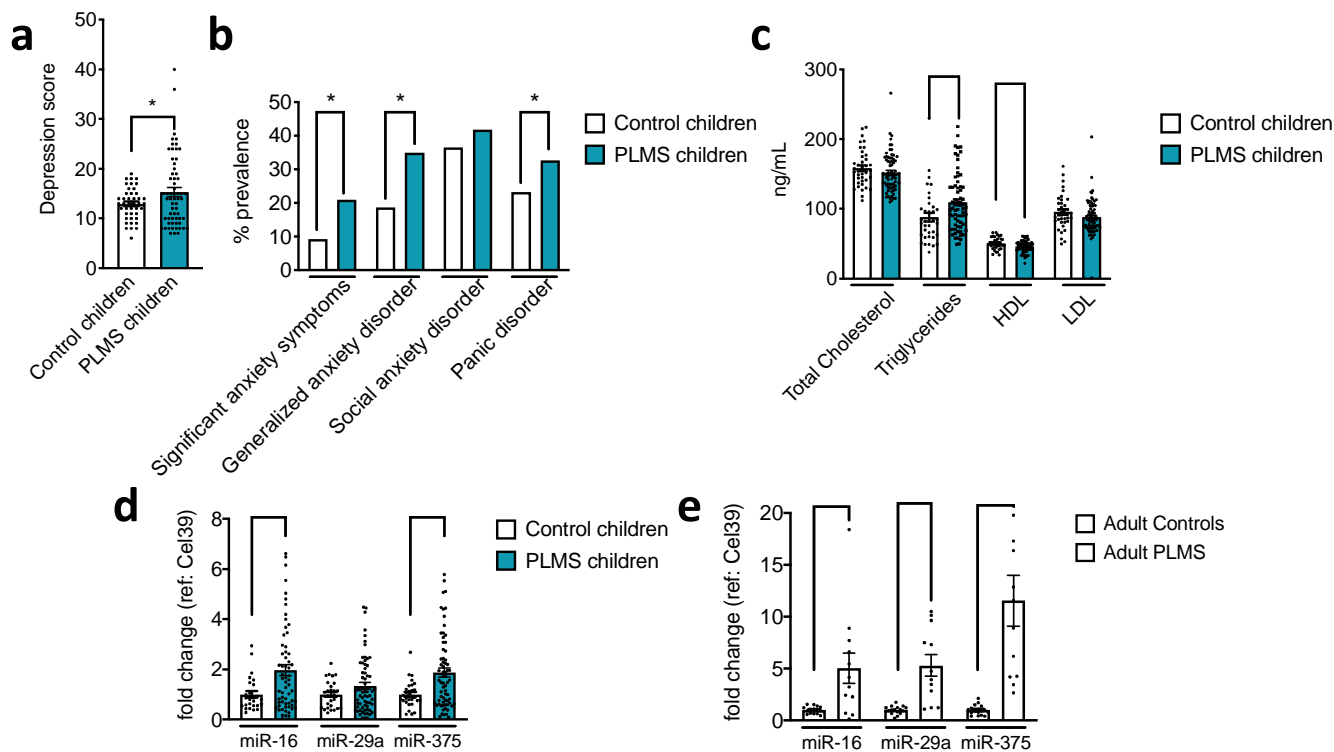 a
Depression score
50
40
30
20
10
0
*
Control children
PLMS children
b
% prevalence
50
40
30
20
10
0
*
*
*
Significant anxiety symptoms
Generalized anxiety disorder
Social anxiety disorder
Panic disorder
Control children
PLMS children
c
ng/mL
300
200
100
0
Total Cholesterol
Triglycerides
HDL
LDL
Control children
PLMS children
d
fold change (ref: Cel39)
8
6
4
2
0
miR-16
miR-29a
miR-375
Control children
PLMS children
e
fold change (ref: Cel39)
20
15
10
5
0
miR-16
miR-29a
miR-375
Adult Controls
Adult PLMS